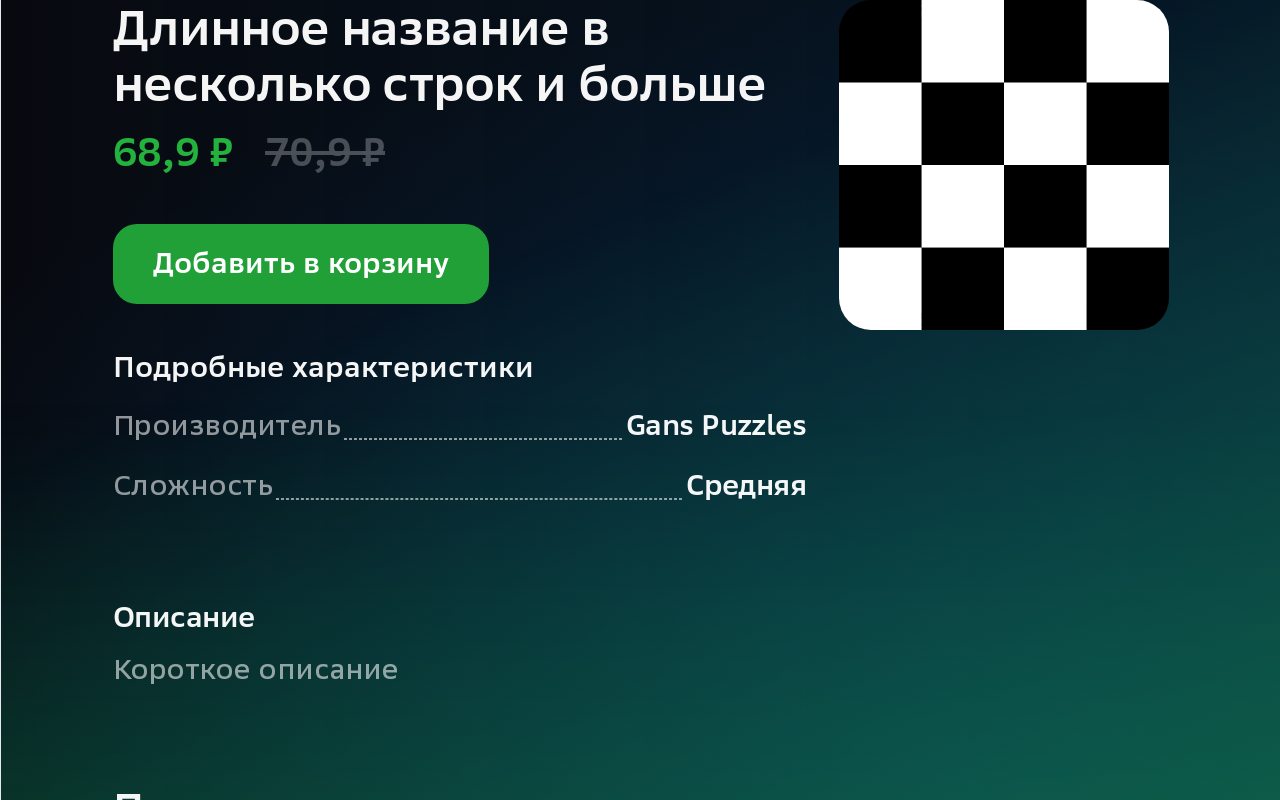 Длинное название в
несколько строк и больше
68,9 ₽ 70,9 ₽
Добавить в корзину
Подробные характеристики
Производитель Gans Puzzles
Сложность Средняя
Описание
Короткое описание